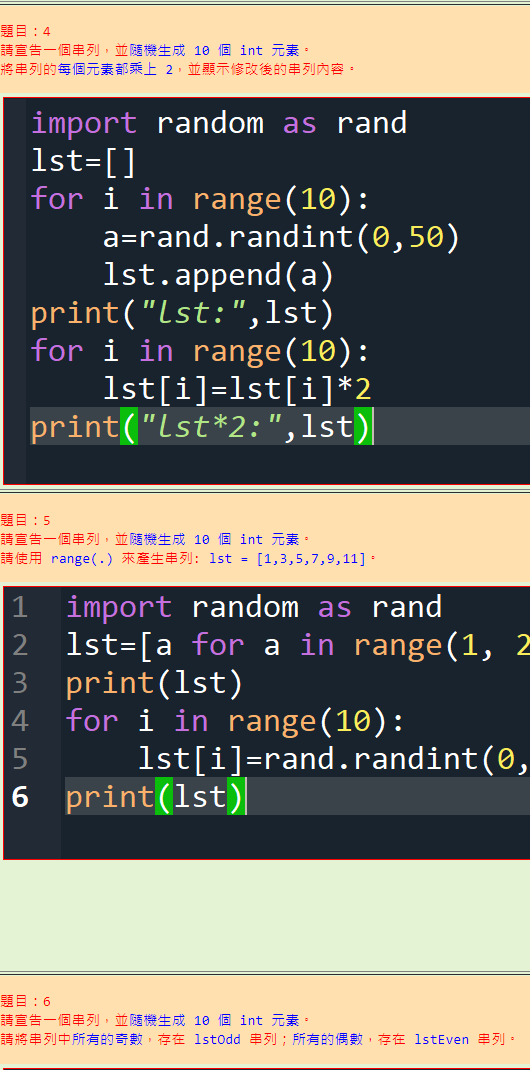 題目：4
請宣告一個串列，並隨機生成 10 個 int 元素。
將串列的每個元素都乘上 2，並顯示修改後的串列內容。
import random as rand
lst=[]
for i in range(10):
    a=rand.randint(0,50)
    lst.append(a)
print("lst:",lst)
for i in range(10):
    lst[i]=lst[i]*2
print("lst*2:",lst)
題目：5
請宣告一個串列，並隨機生成 10 個 int 元素。
請使用 range(.) 來產生串列: lst = [1,3,5,7,9,11]。
1 import random as rand
2 lst=[a for a in range(1, 2
3 print(lst)
4 for i in range(10):
5     lst[i]=rand.randint(0,
6 print(lst)
題目：6
請宣告一個串列，並隨機生成 10 個 int 元素。
請將串列中所有的奇數，存在 lstOdd 串列；所有的偶數，存在 lstEven 串列。